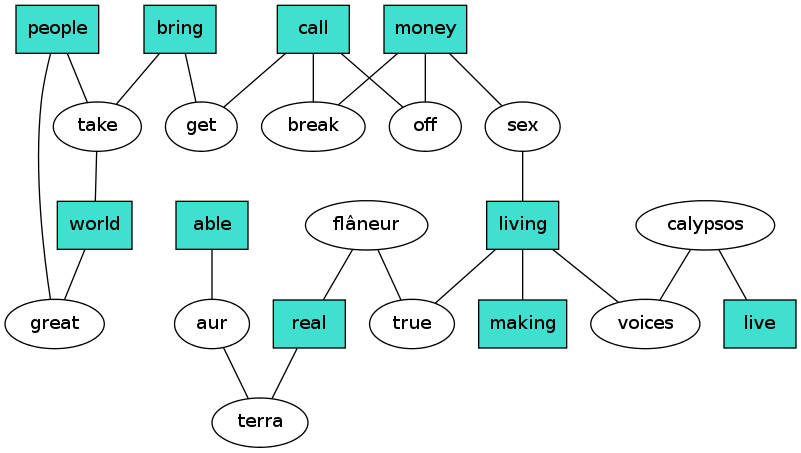 people bring call money
take get break off sex
world able flâneur living calypsos
great aur real true making voices live
terra